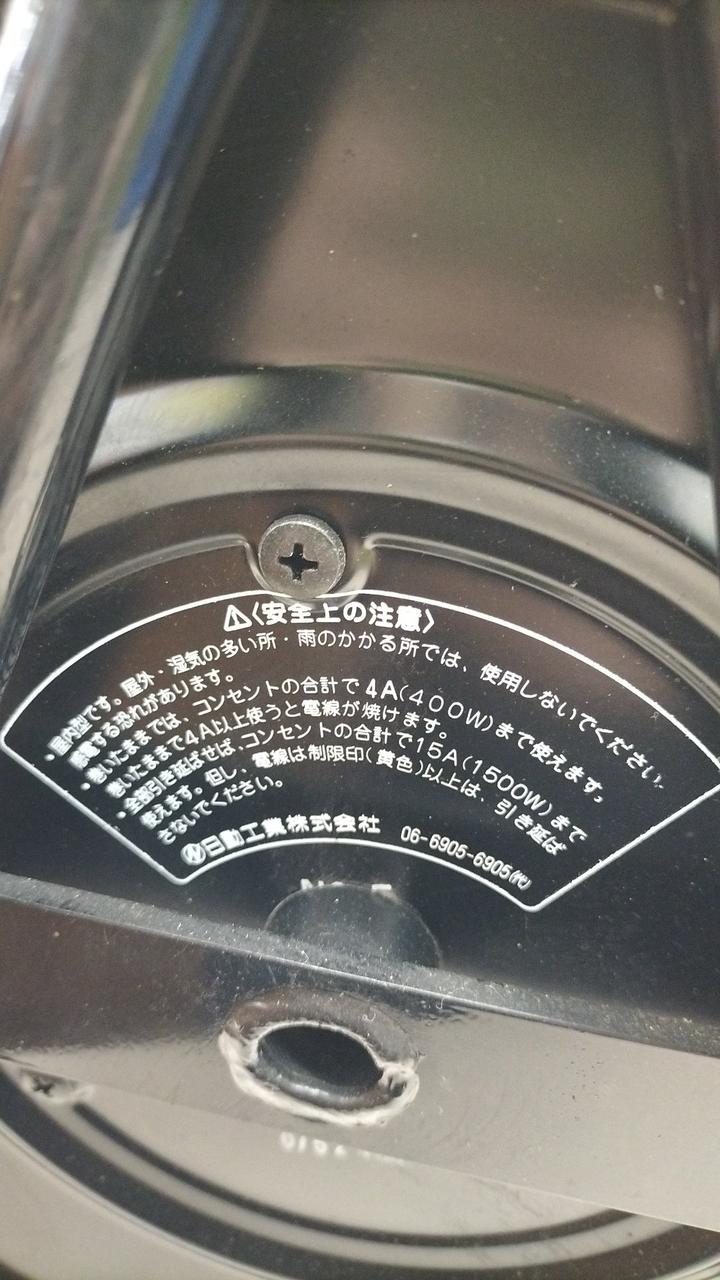 ⚠〈安全上の注意〉
・屋内型です。屋外・湿気の多い所・雨のかかる所では、使用しないでください。
感電する恐れがあります。
・巻いたままでは、コンセントの合計で4A(400W)まで使えます。
巻いたままで4A以上使うと電線が焼けます。
・全部引き延ばせば、コンセントの合計で15A(1500W)まで
使えます。但し、電線は制限印(黄色)以上は、引き延ば
さないでください。
日動工業株式会社 06-6905-6905㈹